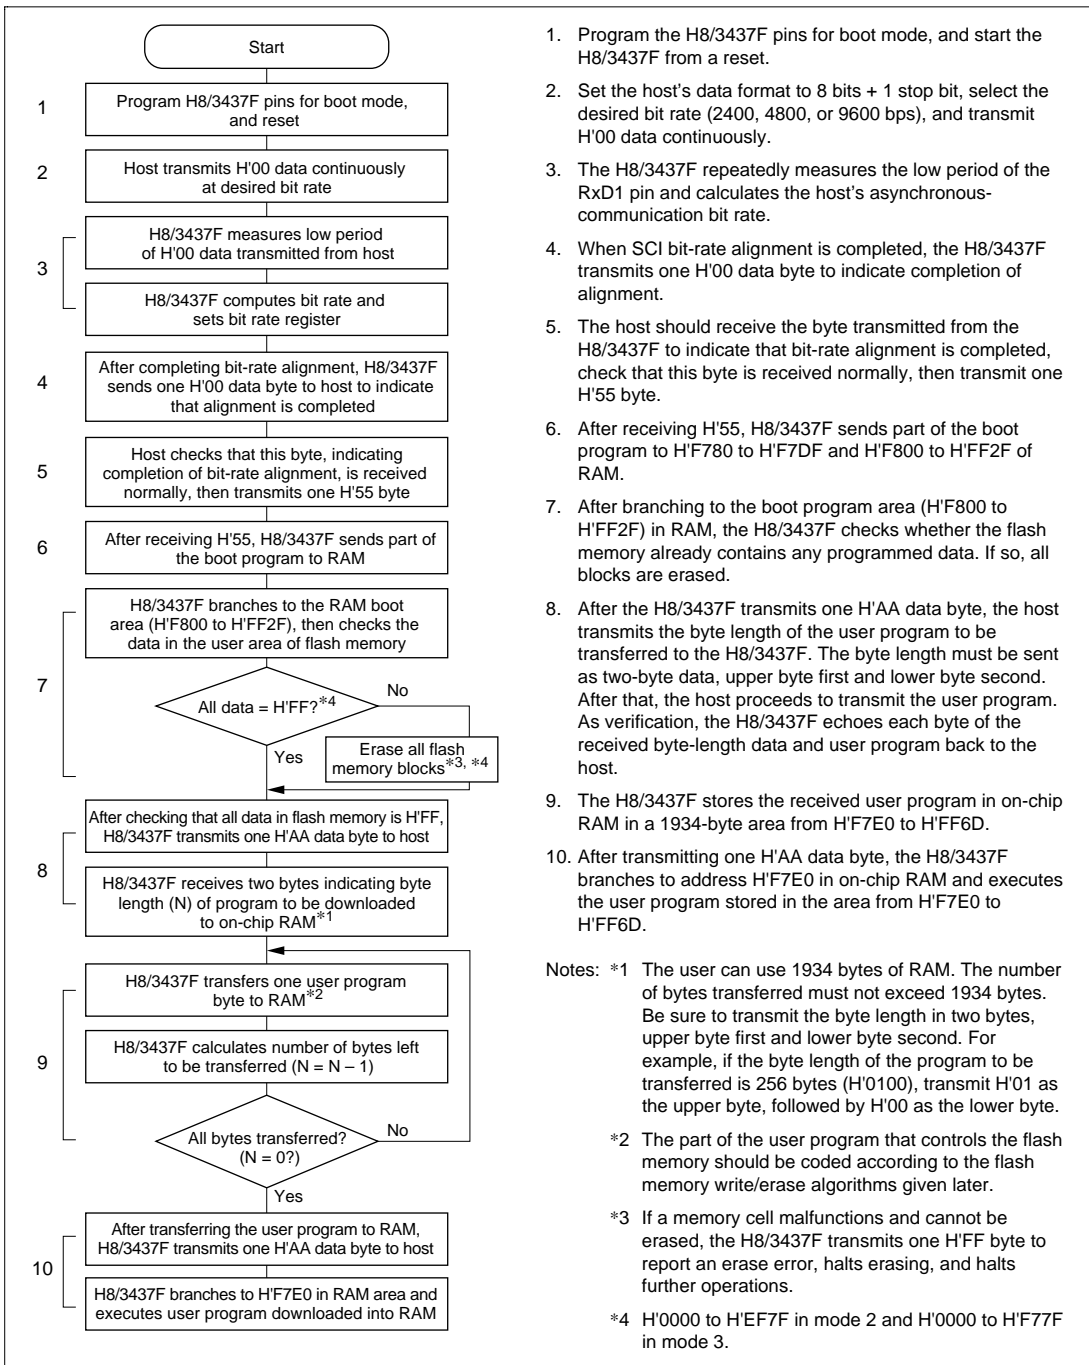 Start
1
Program H8/3437F pins for boot mode,
and reset
2
Host transmits H'00 data continuously
at desired bit rate
3
H8/3437F measures low period
of H'00 data transmitted from host
H8/3437F computes bit rate and
sets bit rate register
4
After completing bit-rate alignment, H8/3437F
sends one H'00 data byte to host to indicate
that alignment is completed
5
Host checks that this byte, indicating
completion of bit-rate alignment, is received
normally, then transmits one H'55 byte
6
After receiving H'55, H8/3437F sends part of
the boot program to RAM
7
H8/3437F branches to the RAM boot
area (H'F800 to H'FF2F), then checks the
data in the user area of flash memory
All data = H'FF?*4
No
Yes
Erase all flash
memory blocks*3, *4
8
After checking that all data in flash memory is H'FF,
H8/3437F transmits one H'AA data byte to host
H8/3437F receives two bytes indicating byte
length (N) of program to be downloaded
to on-chip RAM*1
9
H8/3437F transfers one user program
byte to RAM*2
H8/3437F calculates number of bytes left
to be transferred (N = N – 1)
All bytes transferred?
(N = 0?)
No
Yes
10
After transferring the user program to RAM,
H8/3437F transmits one H'AA data byte to host
H8/3437F branches to H'F7E0 in RAM area and
executes user program downloaded into RAM
1. Program the H8/3437F pins for boot mode, and start the
H8/3437F from a reset.
2. Set the host's data format to 8 bits + 1 stop bit, select the
desired bit rate (2400, 4800, or 9600 bps), and transmit
H'00 data continuously.
3. The H8/3437F repeatedly measures the low period of the
RxD1 pin and calculates the host's asynchronous-
communication bit rate.
4. When SCI bit-rate alignment is completed, the H8/3437F
transmits one H'00 data byte to indicate completion of
alignment.
5. The host should receive the byte transmitted from the
H8/3437F to indicate that bit-rate alignment is completed,
check that this byte is received normally, then transmit one
H'55 byte.
6. After receiving H'55, H8/3437F sends part of the boot
program to H'F780 to H'F7DF and H'F800 to H'FF2F of
RAM.
7. After branching to the boot program area (H'F800 to
H'FF2F) in RAM, the H8/3437F checks whether the flash
memory already contains any programmed data. If so, all
blocks are erased.
8. After the H8/3437F transmits one H'AA data byte, the host
transmits the byte length of the user program to be
transferred to the H8/3437F. The byte length must be sent
as two-byte data, upper byte first and lower byte second.
After that, the host proceeds to transmit the user program.
As verification, the H8/3437F echoes each byte of the
received byte-length data and user program back to the
host.
9. The H8/3437F stores the received user program in on-chip
RAM in a 1934-byte area from H'F7E0 to H'FF6D.
10. After transmitting one H'AA data byte, the H8/3437F
branches to address H'F7E0 in on-chip RAM and executes
the user program stored in the area from H'F7E0 to
H'FF6D.
Notes: *1 The user can use 1934 bytes of RAM. The number
of bytes transferred must not exceed 1934 bytes.
Be sure to transmit the byte length in two bytes,
upper byte first and lower byte second. For
example, if the byte length of the program to be
transferred is 256 bytes (H'0100), transmit H'01 as
the upper byte, followed by H'00 as the lower byte.
*2 The part of the user program that controls the flash
memory should be coded according to the flash
memory write/erase algorithms given later.
*3 If a memory cell malfunctions and cannot be
erased, the H8/3437F transmits one H'FF byte to
report an erase error, halts erasing, and halts
further operations.
*4 H'0000 to H'EF7F in mode 2 and H'0000 to H'F77F
in mode 3.